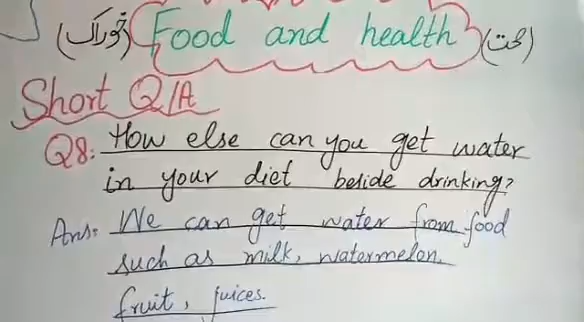 (خوراک) Food and health (صحت)
Short Q/A
Q8: How else can you get water
in your diet beside drinking?
Ans: We can get water from food
such as milk, watermelon.
fruit, juices.